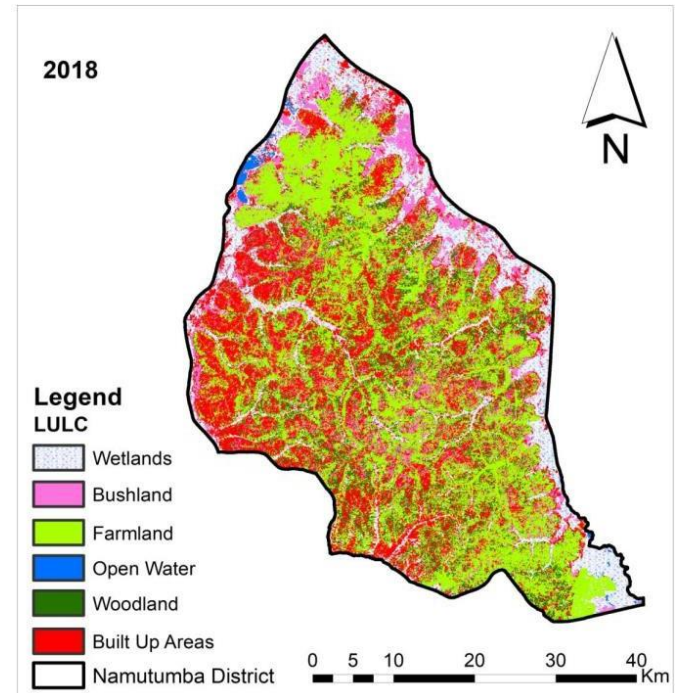 2018
N
Legend
LULC
Wetlands
Bushland
Farmland
Open Water
Woodland
Built Up Areas
Namutumba District
0 5 10 20 30 40
Km